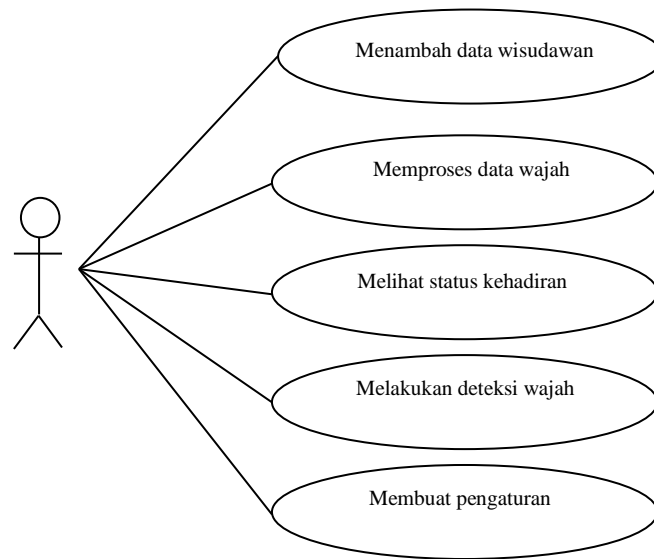 Menambah data wisudawan
Memproses data wajah
Melihat status kehadiran
Melakukan deteksi wajah
Membuat pengaturan